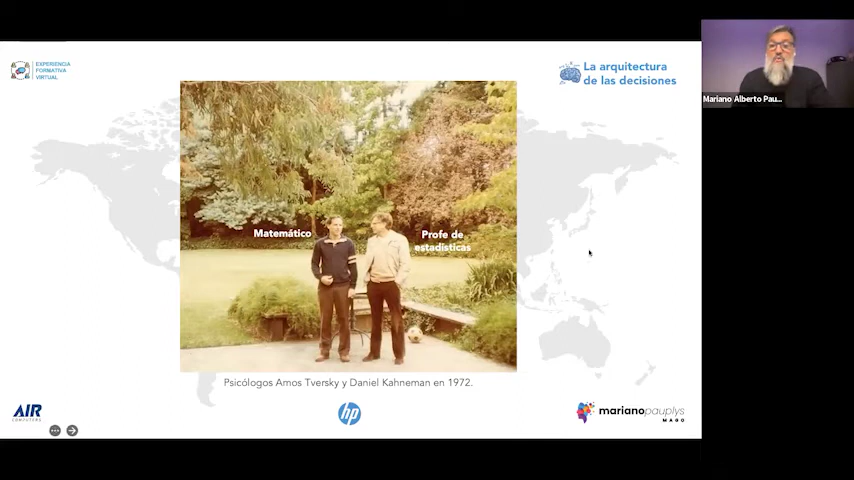 EXPERIENCIA
FORMATIVA
VIRTUAL
La arquitectura
de las decisiones
Mariano Alberto Pau...
Matemático
Profe de
estadísticas
Psicólogos Amos Tversky y Daniel Kahneman en 1972.
AIR
COMPUTERS
hp
marianopauplys
MAGO